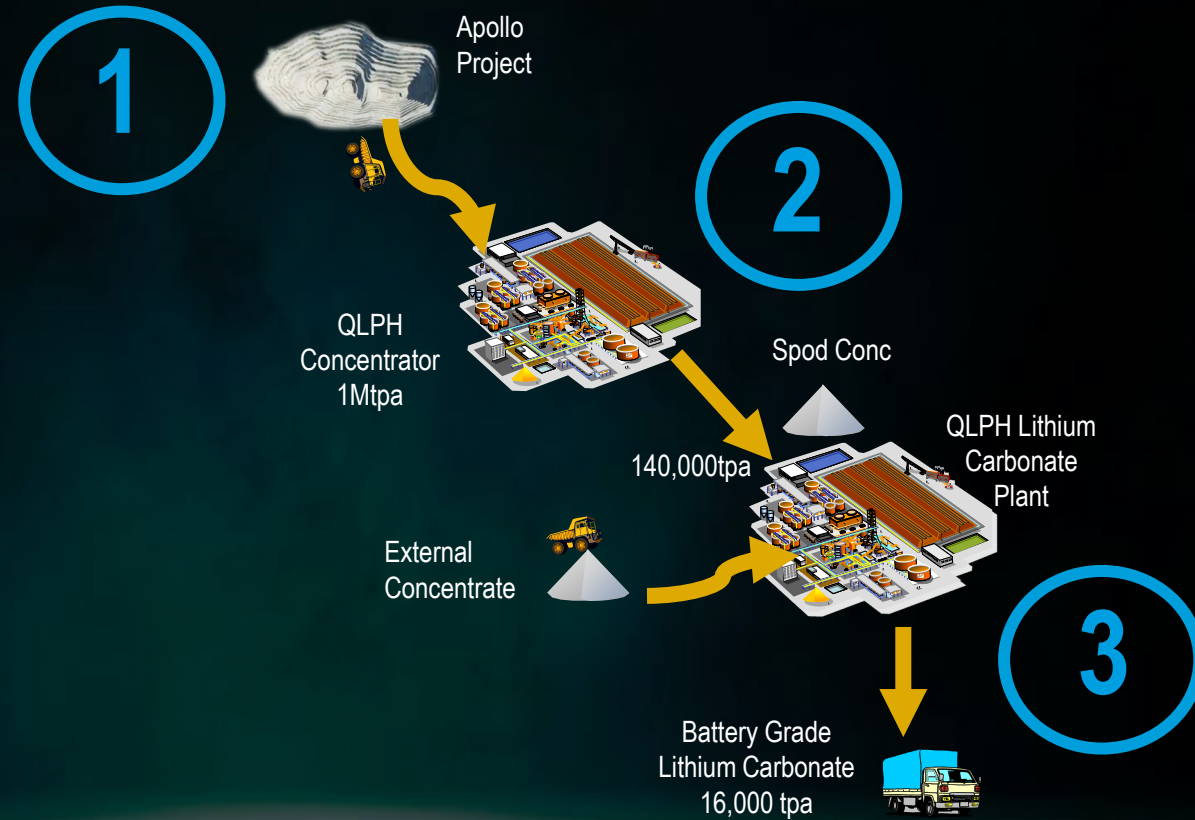 1
Apollo
Project
2
QLPH
Concentrator
1Mtpa
Spod Conc
140,000tpa
QLPH Lithium
Carbonate
Plant
External
Concentrate
3
Battery Grade
Lithium Carbonate
16,000 tpa